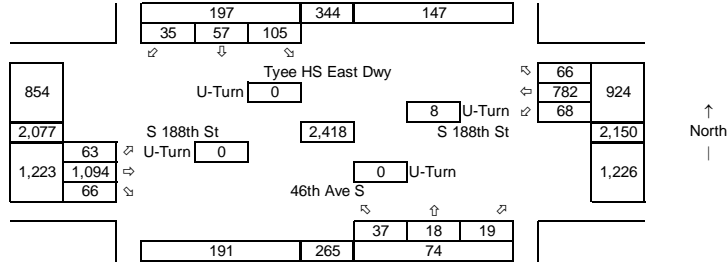 197 344 147
35 57 105
⬃ ⇩ ⬂
Tyee HS East Dwy ⬁ 66
854 U-Turn 0 ⇦ 782 924
8 U-Turn ⬃ 68 ↑
2,077 S 188th St 2,418 S 188th St 2,150 North
63 ⬀ U-Turn 0 |
1,223 1,094 ⇨ 0 U-Turn 1,226
66 ⬂ 46th Ave S
⬁ ⇧ ⬀
37 18 19
191 265 74